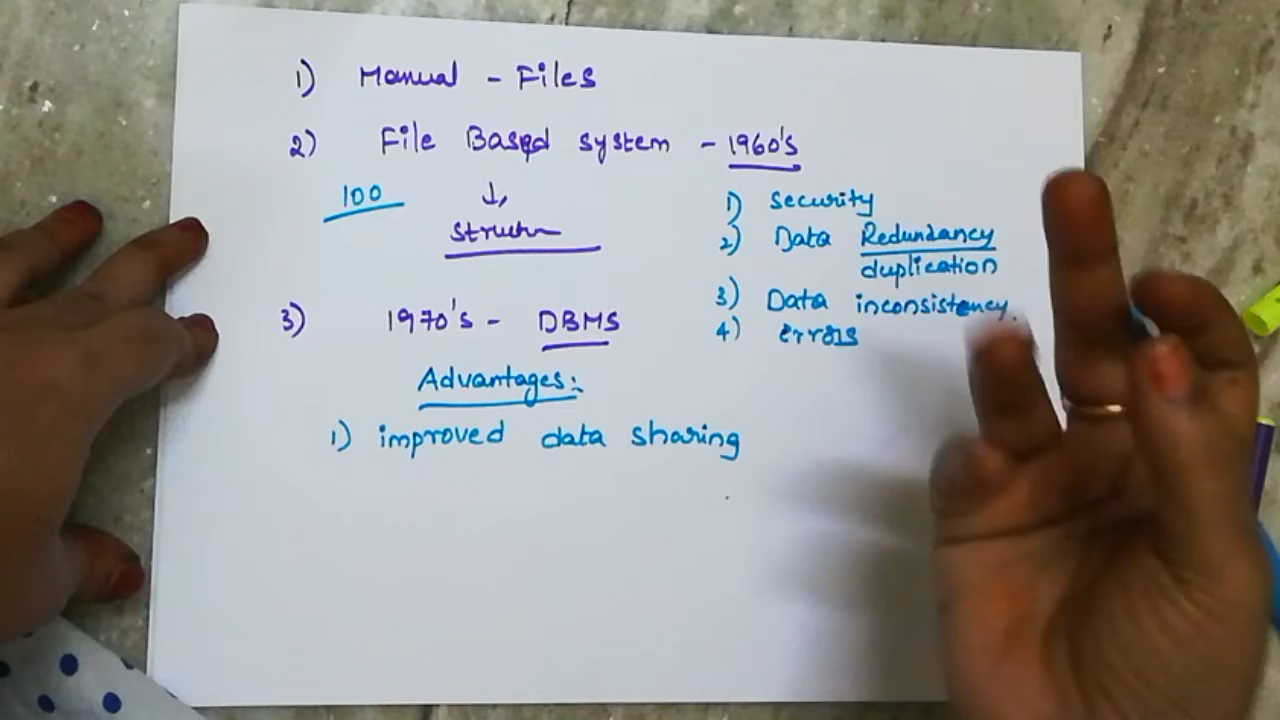 1) Manual - Files
2) File Based system - 1960's
100
↓
1) Security
2) Data Redundancy
duplication
3) Data inconsistency.
4) errors
3) 1970's - DBMS
Advantages:
1) improved data sharing